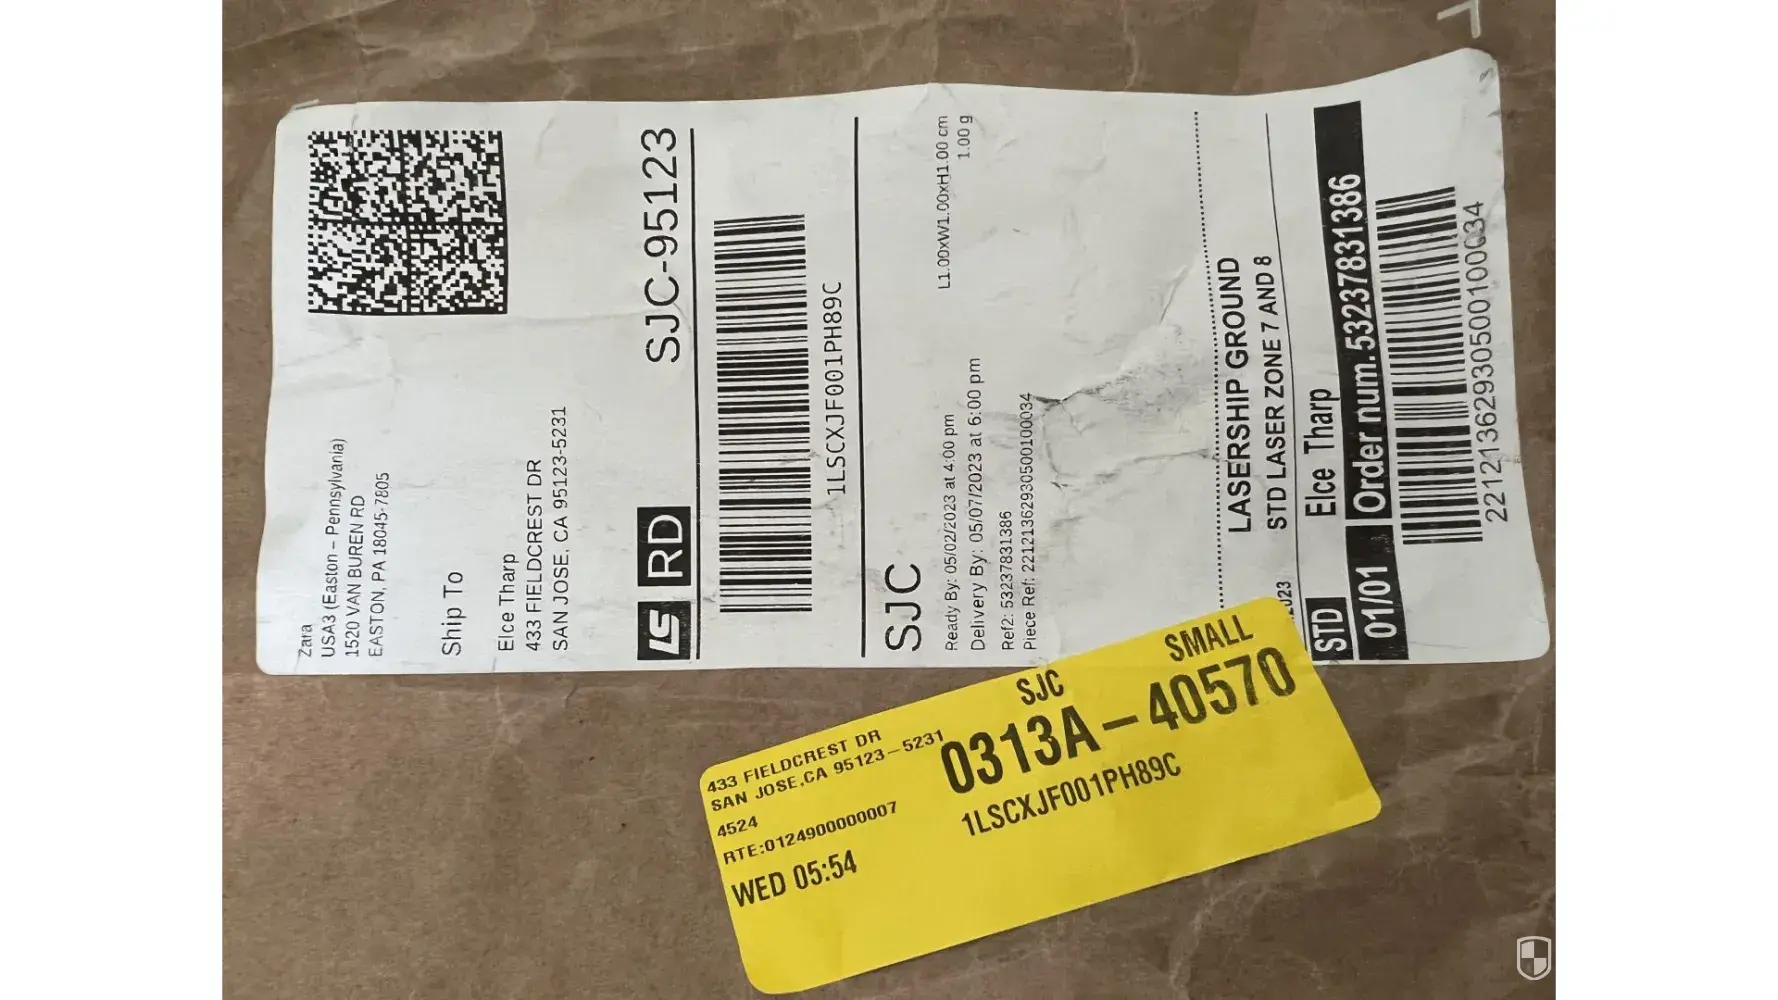 Zara
USA3 (Easton – Pennsylvania)
1520 VAN BUREN RD
EASTON, PA 18045-7805
Ship To
Elce Tharp
433 FIELDCREST DR
SAN JOSE, CA 95123-5231
LS RD SJC-95123
1LSCXJF001PH89C
SJC
L1.00xW1.00xH1.00 cm
1.00 g
Ready By: 05/02/2023 at 4:00 pm
Delivery By: 05/07/2023 at 6:00 pm
Ref2: 53237831386
Piece Ref: 2212136293050010 0034
LASERSHIP GROUND
STD LASER ZONE 7 AND 8
STD Elce Tharp
01/01 Order num.53237831386
22121362930500100034
433 FIELDCREST DR
SAN JOSE,CA 95123-5231
4524
RTE:0124900000007
WED 05:54
SJC SMALL
0313A-40570
1LSCXJF001PH89C